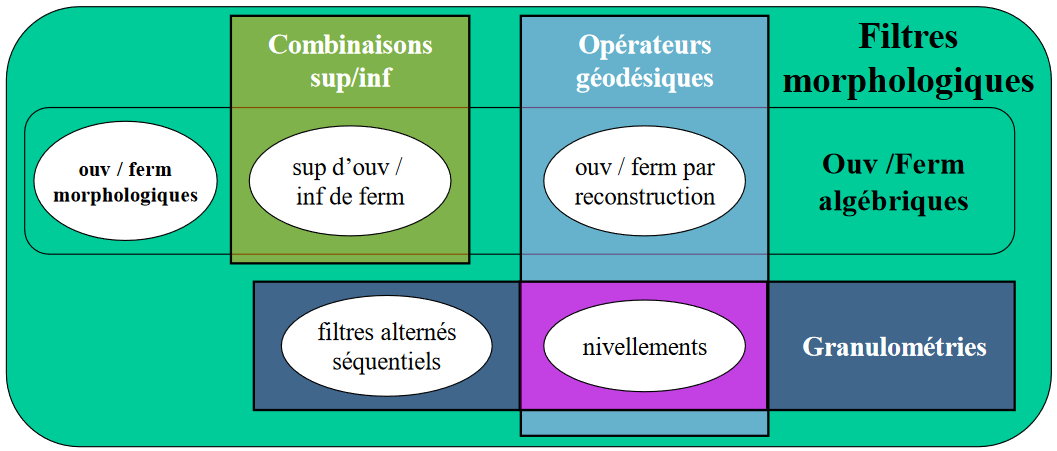 Combinaisons
sup/inf
Opérateurs
géodésiques
Filtres
morphologiques
ouv / ferm
morphologiques
sup d’ouv /
inf de ferm
ouv / ferm par
reconstruction
Ouv /Ferm
algébriques
filtres alternés
séquentiels
nivellements
Granulométries